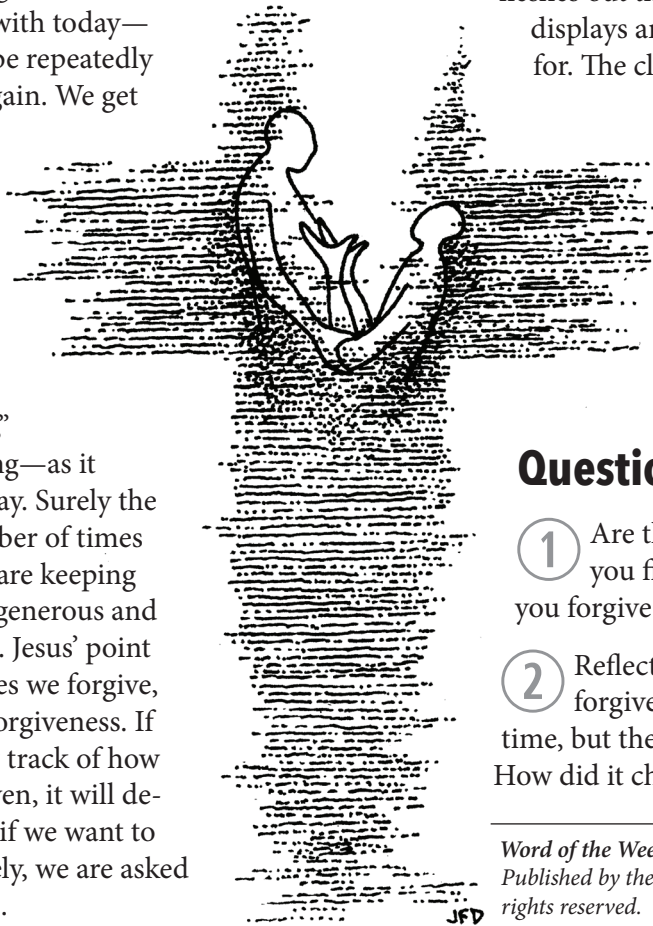 with today—
be repeatedly
gain. We get
,”
ng—as it
ay. Surely the
ber of times
are keeping
generous and
. Jesus’ point
es we forgive,
orgiveness. If
track of how
ven, it will de-
if we want to
ely, we are asked
.
displays ar
for. The cl
Questio
1 Are th
you fi
you forgive
2 Reflect
forgive
time, but the
How did it ch
Word of the Wee
Published by the
rights reserved.
JFD